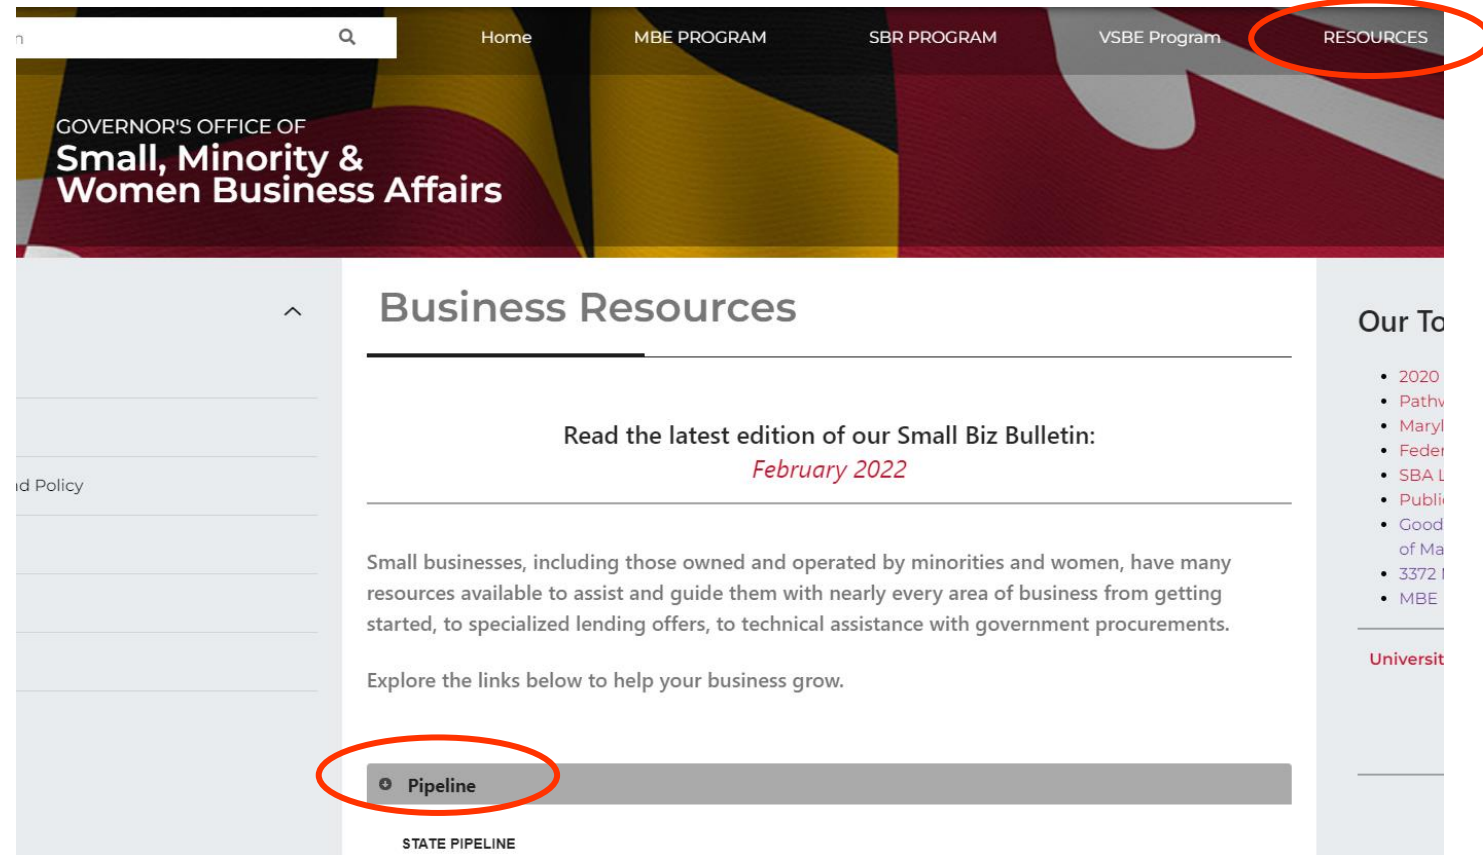 Home MBE PROGRAM SBR PROGRAM VSBE Program RESOURCES
GOVERNOR'S OFFICE OF
Small, Minority &
Women Business Affairs
Policy
Business Resources
Read the latest edition of our Small Biz Bulletin:
February 2022
Small businesses, including those owned and operated by minorities and women, have many
resources available to assist and guide them with nearly every area of business from getting
started, to specialized lending offers, to technical assistance with government procurements.
Explore the links below to help your business grow.
Pipeline
STATE PIPELINE
Our
2020
Good
of
3372
MBE